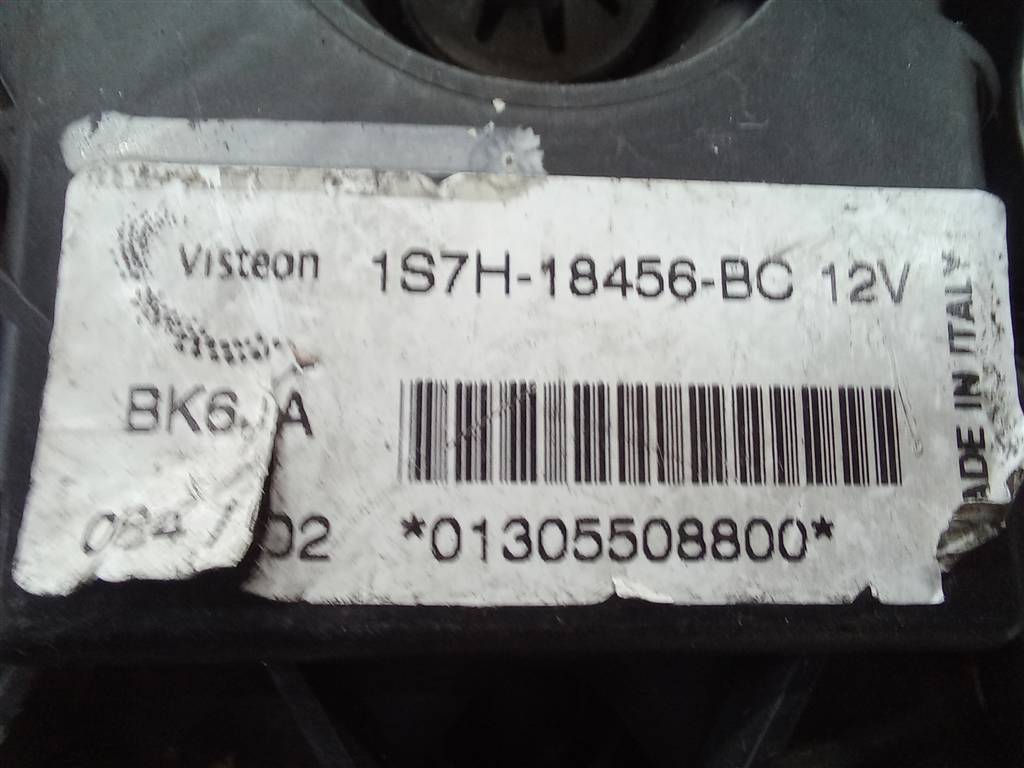 Visteon 1S7H-18456-BC 12V
*01305508800*
ADE IN ITALY